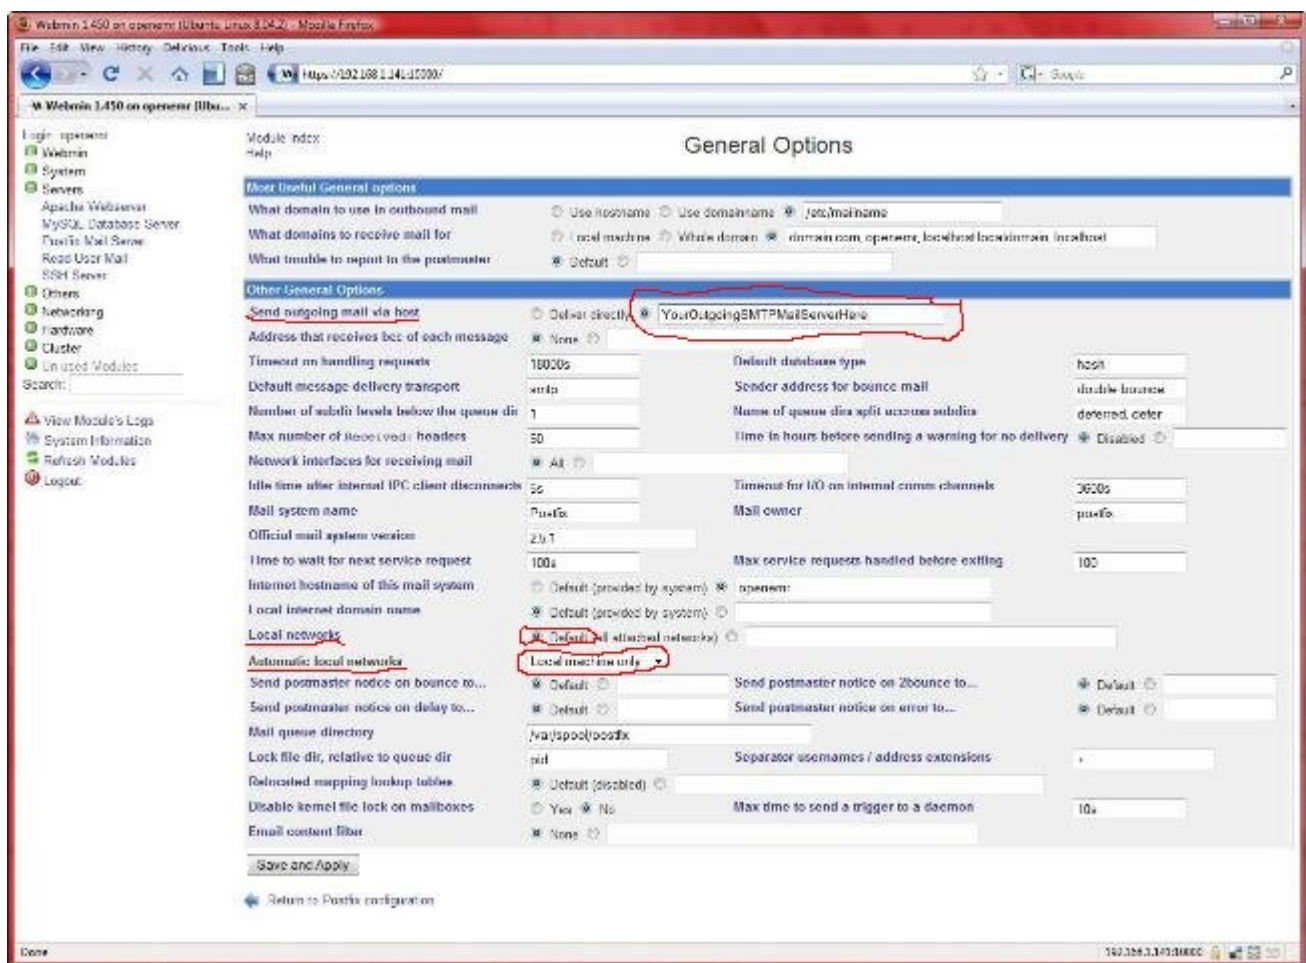 Webmin 1.450 on openemr (Ubuntu Linux 8.04.2) - Mozilla Firefox
File Edit View History Delicious Tools Help
https://192.168.1.141:10000/
Google
Webmin 1.450 on openemr (Ubu...
Login: openemr
Webmin
System
Servers
Apache Webserver
MySQL Database Server
Postfix Mail Server
Read User Mail
SSH Server
Others
Networking
Hardware
Cluster
Un-used Modules
Search:
View Module's Logs
System Information
Refresh Modules
Logout
Module Index
Help
General Options
Most Useful General options
What domain to use in outbound mail Use hostname Use domainname /etc/mailname
What domains to receive mail for Local machine Whole domain domain.com, openemr, localhost.localdomain, localhost
What trouble to report to the postmaster Default
Other General Options
Send outgoing mail via host Deliver directly YourOutgoingSMTPMailServerHere
Address that receives bcc of each message None
Timeout on handling requests 18000s Default database type hash
Default message delivery transport smtp Sender address for bounce mail double-bounce
Number of subdir levels below the queue dir 1 Name of queue dirs split accross subdirs deferred, defer
Max number of Received: headers 50 Time in hours before sending a warning for no delivery Disabled
Network interfaces for receiving mail All
Idle time after internal IPC client disconnects 5s Timeout for I/O on internal comm channels 3600s
Mail system name Postfix Mail owner postfix
Official mail system version 2.5.1
Time to wait for next service request 100s Max service requests handled before exiting 100
Internet hostname of this mail system Default (provided by system) openemr
Local internet domain name Default (provided by system)
Local networks Default (all attached networks)
Automatic local networks Local machine only
Send postmaster notice on bounce to... Default Send postmaster notice on 2bounce to... Default
Send postmaster notice on delay to... Default Send postmaster notice on error to... Default
Mail queue directory /var/spool/postfix
Lock file dir, relative to queue dir pid Separator usernames / address extensions +
Relocated mapping lookup tables Default (disabled)
Disable kernel file lock on mailboxes Yes No Max time to send a trigger to a daemon 10s
Email content filter None
Save and Apply
Return to Postfix configuration
Done
192.168.1.141:10000